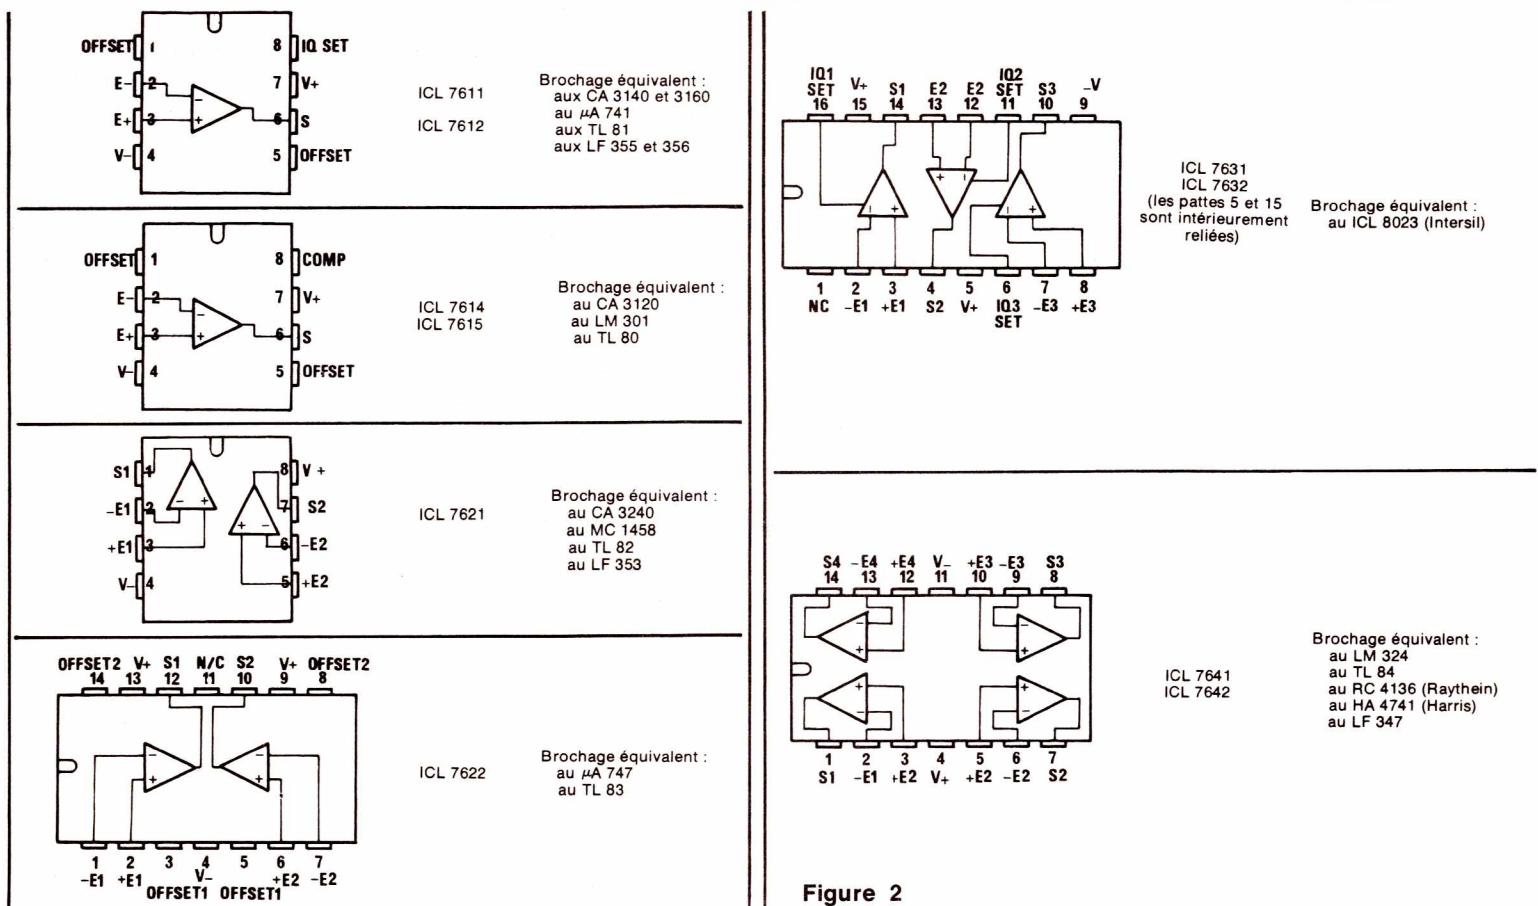 OFFSET 1 8 IQ SET
E- 2 7 V+
E+ 3 6 S
V- 4 5 OFFSET
- +
ICL 7611
ICL 7612
Brochage équivalent :
aux CA 3140 et 3160
au µA 741
aux TL 81
aux LF 355 et 356
OFFSET 1 8 COMP
E- 2 7 V+
E+ 3 6 S
V- 4 5 OFFSET
- +
ICL 7614
ICL 7615
Brochage équivalent :
au CA 3120
au LM 301
au TL 80
S1 1 8 V +
-E1 2 7 S2
+E1 3 6 -E2
V- 4 5 +E2
- + + -
ICL 7621
Brochage équivalent :
au CA 3240
au MC 1458
au TL 82
au LF 353
OFFSET2 V+ S1 N/C S2 V+ OFFSET2
14 13 12 11 10 9 8
- + - +
1 2 3 4 5 6 7
-E1 +E1 V- +E2 -E2
OFFSET1 OFFSET1
ICL 7622
Brochage équivalent :
au µA 747
au TL 83
IQ1 SET V+ S1 E2 E2 IQ2 SET S3 -V
16 15 14 13 12 11 10 9
- + + - - +
1 2 3 4 5 6 7 8
NC -E1 +E1 S2 V+ IQ3 SET -E3 +E3
ICL 7631
ICL 7632
(les pattes 5 et 15
sont intérieurement
reliées)
Brochage équivalent :
au ICL 8023 (Intersil)
S4 -E4 +E4 V- +E3 -E3 S3
14 13 12 11 10 9 8
- + - +
+ - + -
1 2 3 4 5 6 7
S1 -E1 +E2 V+ +E2 -E2 S2
ICL 7641
ICL 7642
Brochage équivalent :
au LM 324
au TL 84
au RC 4136 (Raythein)
au HA 4741 (Harris)
au LF 347
Figure 2